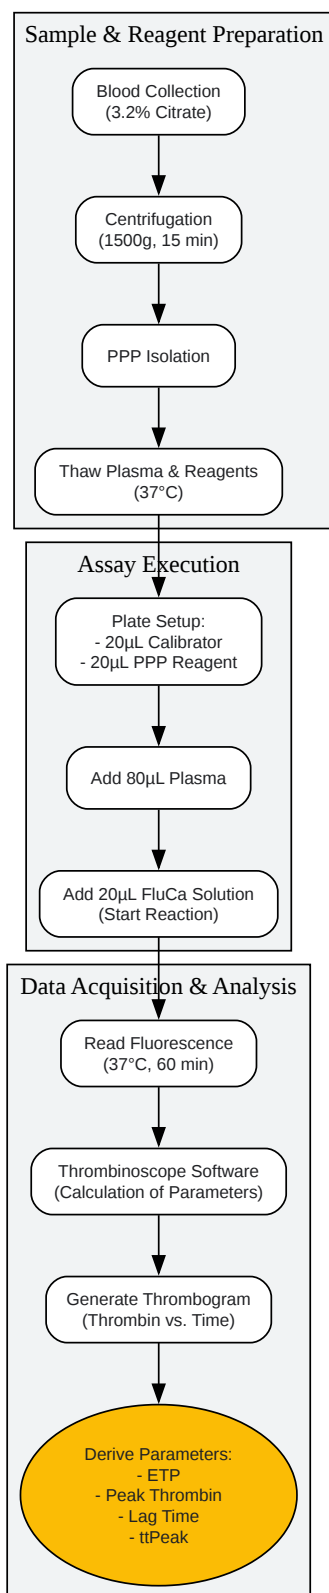 Sample & Reagent Preparation
Blood Collection
(3.2% Citrate)
Centrifugation
(1500g, 15 min)
PPP Isolation
Thaw Plasma & Reagents
(37°C)
Assay Execution
Plate Setup:
- 20µL Calibrator
- 20µL PPP Reagent
Add 80µL Plasma
Add 20µL FluCa Solution
(Start Reaction)
Data Acquisition & Analysis
Read Fluorescence
(37°C, 60 min)
Thrombinoscope Software
(Calculation of Parameters)
Generate Thrombogram
(Thrombin vs. Time)
Derive Parameters:
- ETP
- Peak Thrombin
- Lag Time
- ttPeak